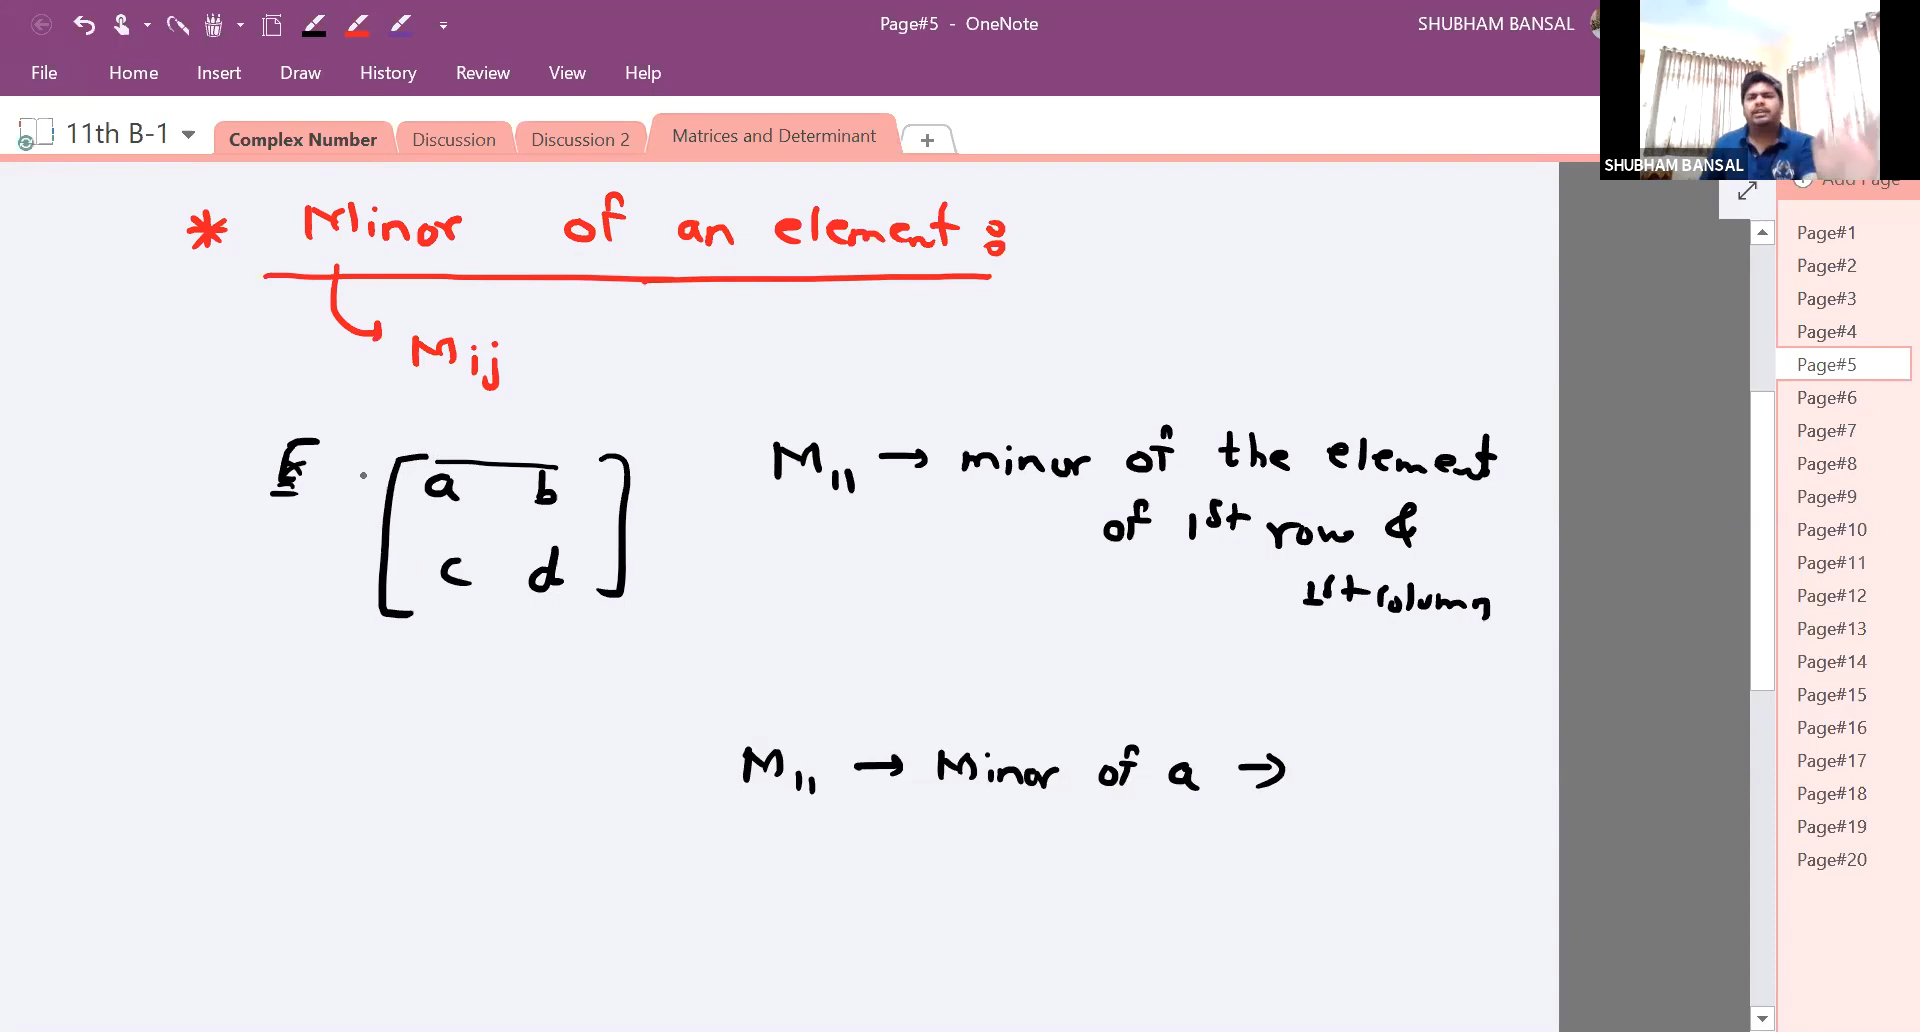 Page#5 - OneNote
SHUBHAM BANSAL
File Home Insert Draw History Review View Help
11th B-1
Complex Number
Discussion
Discussion 2
Matrices and Determinant
SHUBHAM BANSAL
Add Page
* Minor of an element :
Mij
Ex
a b
c d
M11 → minor of the element
of 1st row &
1st column
M11 → Minor of a →
Page#1
Page#2
Page#3
Page#4
Page#5
Page#6
Page#7
Page#8
Page#9
Page#10
Page#11
Page#12
Page#13
Page#14
Page#15
Page#16
Page#17
Page#18
Page#19
Page#20